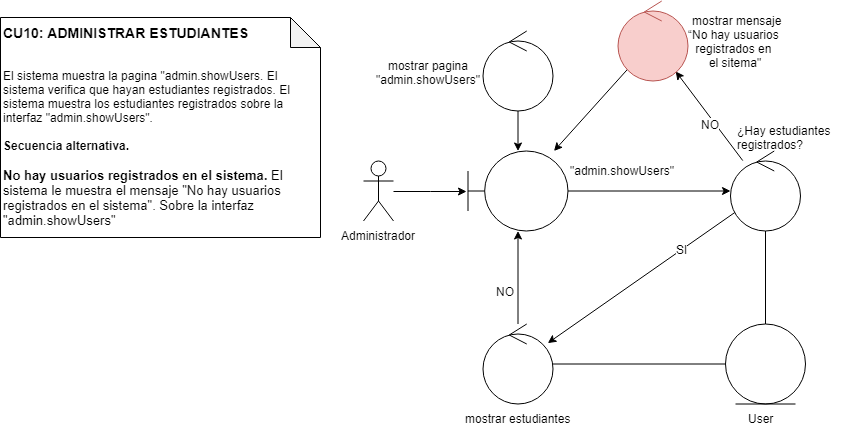 CU10: ADMINISTRAR ESTUDIANTES
El sistema muestra la pagina "admin.showUsers. El
sistema verifica que hayan estudiantes registrados. El
sistema muestra los estudiantes registrados sobre la
interfaz "admin.showUsers".
Secuencia alternativa.
No hay usuarios registrados en el sistema. El
sistema le muestra el mensaje "No hay usuarios
registrados en el sistema". Sobre la interfaz
"admin.showUsers"
mostrar pagina
"admin.showUsers"
mostrar mensaje
"No hay usuarios
registrados en
el sitema"
NO
¿Hay estudiantes
registrados?
"admin.showUsers"
Administrador
SI
NO
mostrar estudiantes
User